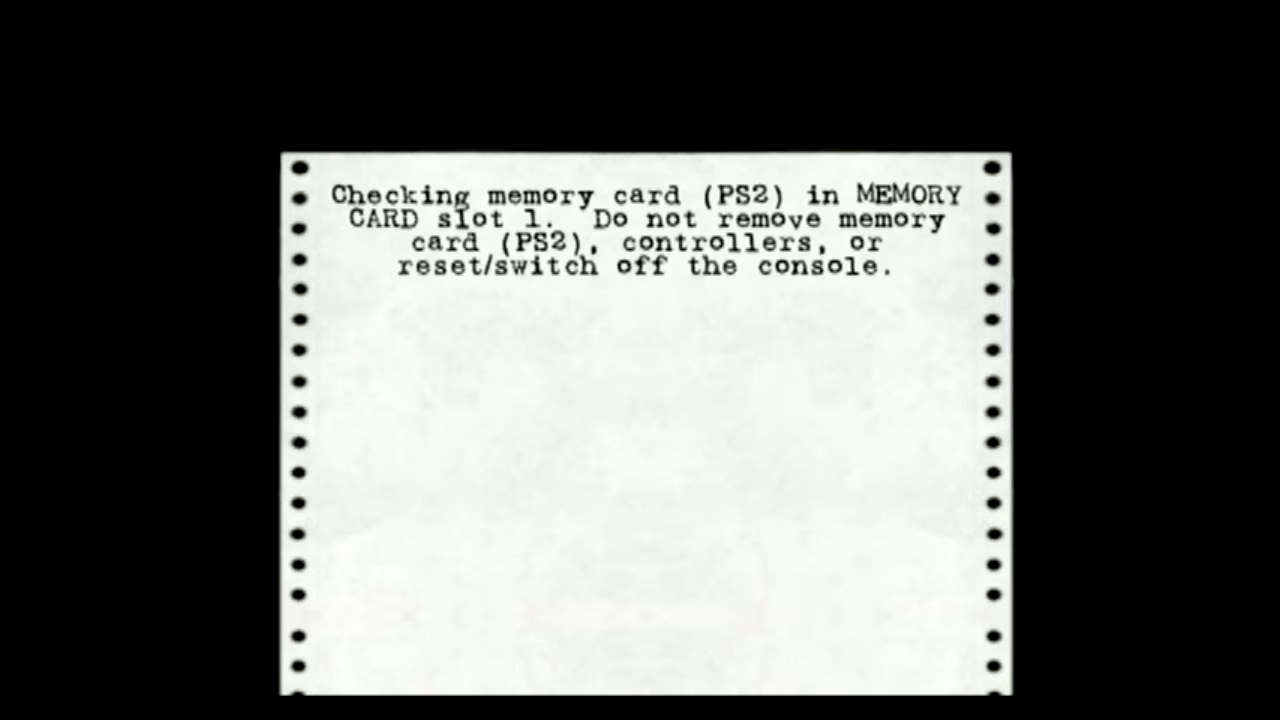 Checking memory card (PS2) in MEMORY
CARD slot 1.  Do not remove memory
card (PS2), controllers, or
reset/switch off the console.